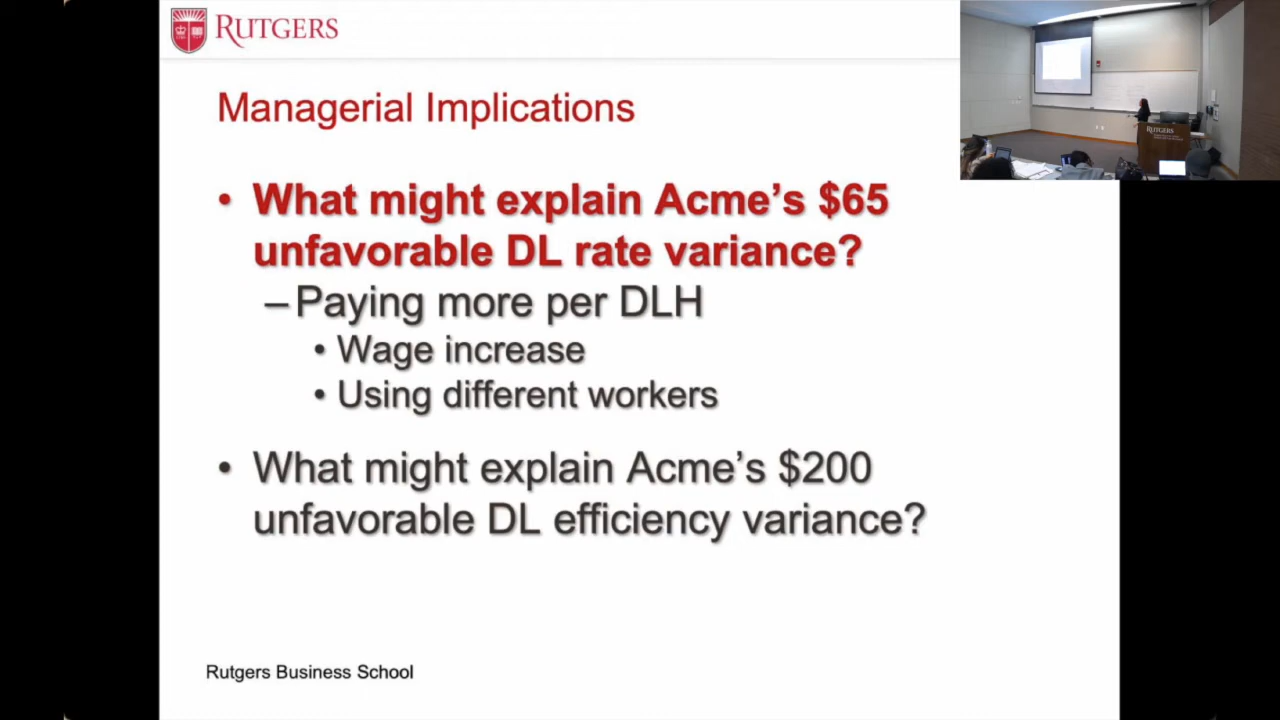 RUTGERS
Managerial Implications
• What might explain Acme’s $65
unfavorable DL rate variance?
– Paying more per DLH
• Wage increase
• Using different workers
• What might explain Acme’s $200
unfavorable DL efficiency variance?
Rutgers Business School
RUTGERS